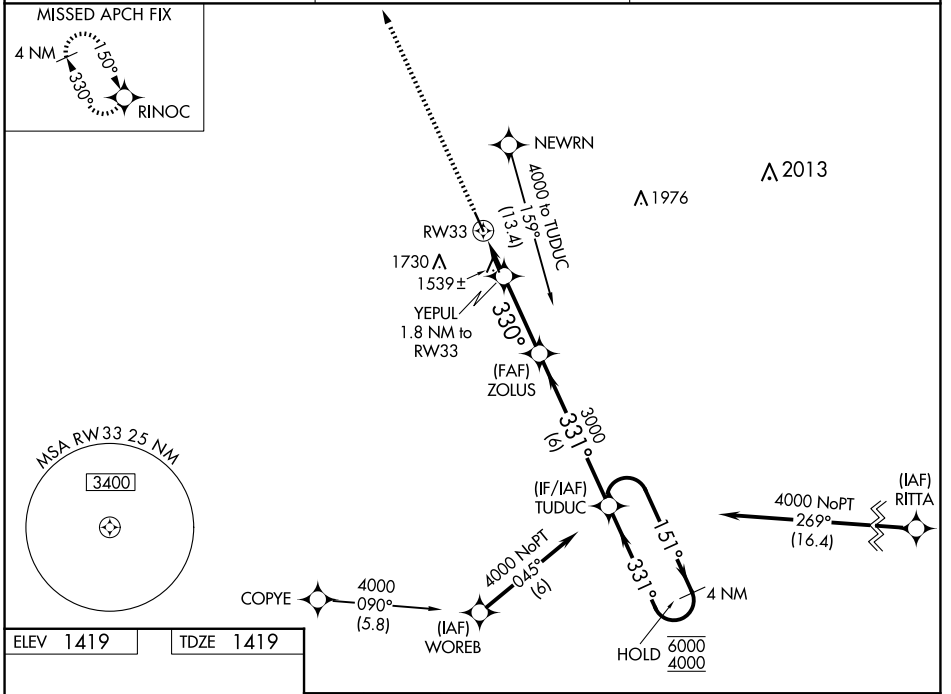 MISSED APCH FIX
4 NM
150°
330°
RINOC
NEWRN
4000 to TUDUC
159°
(13.4)
2013
1976
RW33
1730
1539±
YEPUL
1.8 NM to
RW33
330°
(FAF)
ZOLUS
3000
331°
(6)
MSA RW33 25 NM
3400
(IF/IAF)
TUDUC
151°
331°
4 NM
HOLD
6000
4000
(IAF)
RITTA
4000 NoPT
269°
(16.4)
4000 NoPT
045°
(6)
COPYE
4000
090°
(5.8)
(IAF)
WOREB
ELEV 1419
TDZE 1419